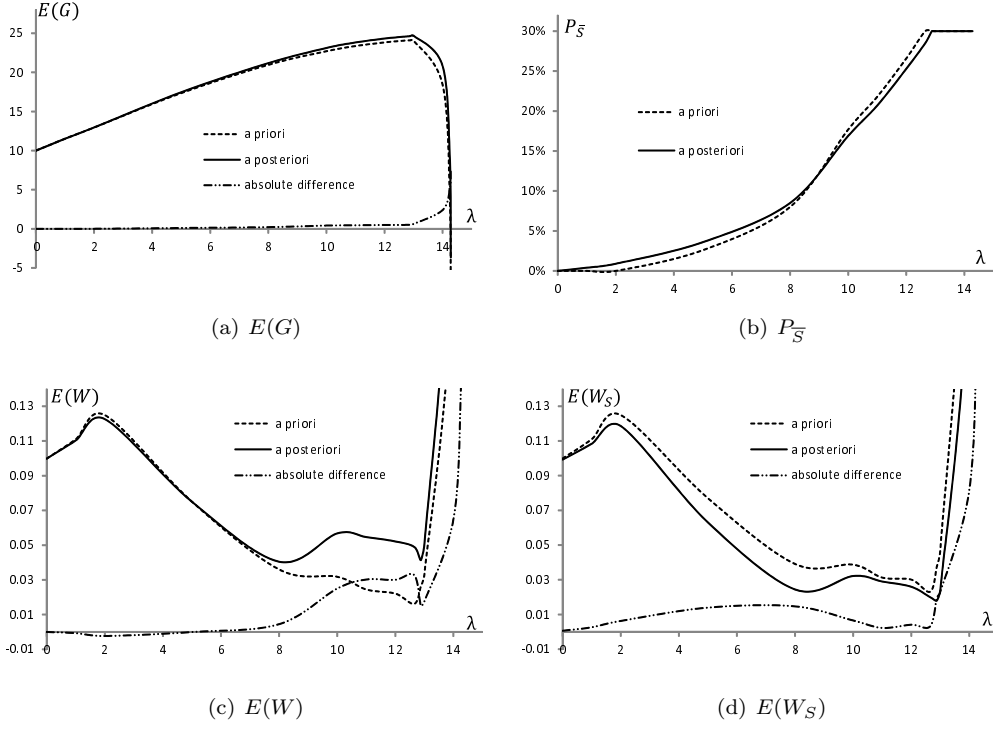 E(G)
25
20
15
10
5
0
-5
0 2 4 6 8 10 12 14
λ
a priori
a posteriori
absolute difference
(a) E(G)
P_S̅
30%
25%
20%
15%
10%
5%
0%
0 2 4 6 8 10 12 14
λ
a priori
a posteriori
(b) P_S̅
E(W)
0.13
0.11
0.09
0.07
0.05
0.03
0.01
-0.01
0 2 4 6 8 10 12 14
λ
a priori
a posteriori
absolute difference
(c) E(W)
E(W_S)
0.13
0.11
0.09
0.07
0.05
0.03
0.01
-0.01
0 2 4 6 8 10 12 14
λ
a priori
a posteriori
absolute difference
(d) E(W_S)